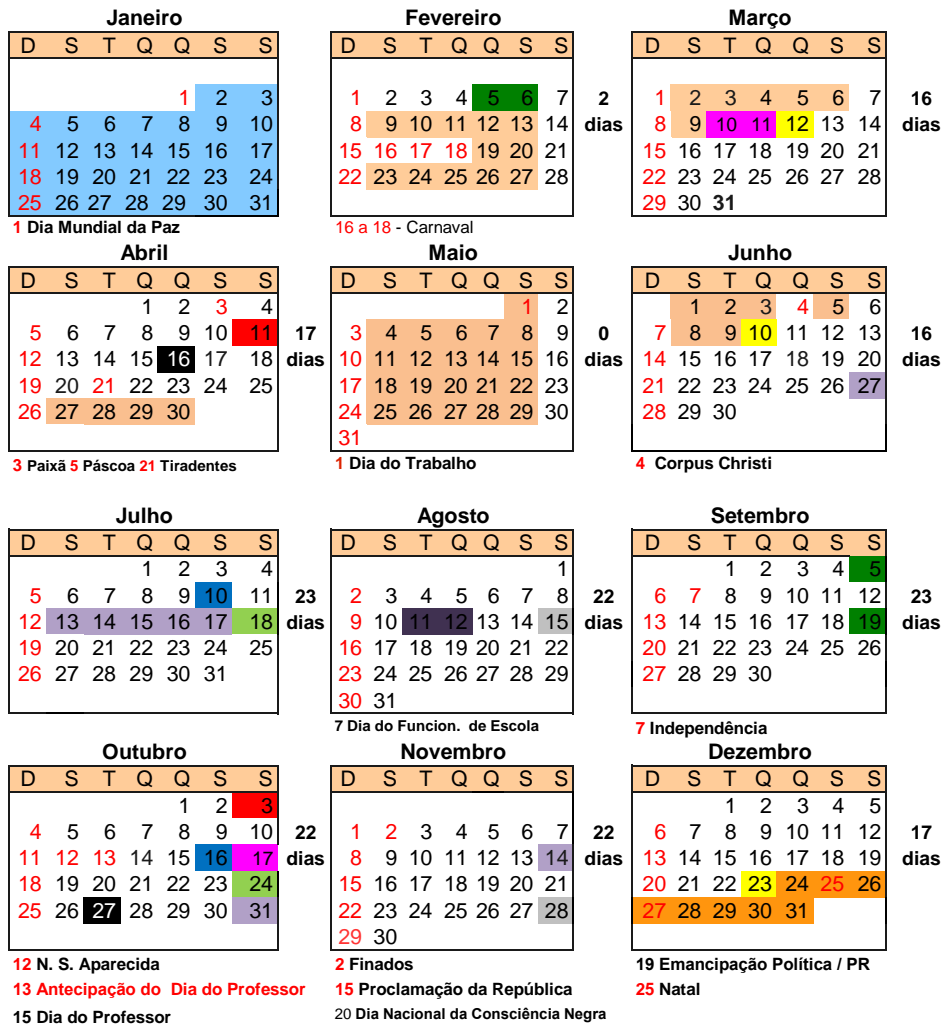 Janeiro Fevereiro Março
D S T Q Q S S D S T Q Q S S D S T Q Q S S
1 2 3 1 2 3 4 5 6 7 2 1 2 3 4 5 6 7 16
4 5 6 7 8 9 10 8 9 10 11 12 13 14 dias 8 9 10 11 12 13 14 dias
11 12 13 14 15 16 17 15 16 17 18 19 20 21 15 16 17 18 19 20 21
18 19 20 21 22 23 24 22 23 24 25 26 27 28 22 23 24 25 26 27 28
25 26 27 28 29 30 31 29 30 31
1 Dia Mundial da Paz 16 a 18 - Carnaval
Abril Maio Junho
D S T Q Q S S D S T Q Q S S D S T Q Q S S
1 2 3 4 1 2 1 2 3 4 5 6
5 6 7 8 9 10 11 17 3 4 5 6 7 8 9 0 7 8 9 10 11 12 13 16
12 13 14 15 16 17 18 dias 10 11 12 13 14 15 16 dias 14 15 16 17 18 19 20 dias
19 20 21 22 23 24 25 17 18 19 20 21 22 23 21 22 23 24 25 26 27
26 27 28 29 30 24 25 26 27 28 29 30 28 29 30
31
3 Paixã 5 Páscoa 21 Tiradentes 1 Dia do Trabalho 4 Corpus Christi
Julho Agosto Setembro
D S T Q Q S S D S T Q Q S S D S T Q Q S S
1 2 3 4 1 1 2 3 4 5
5 6 7 8 9 10 11 23 2 3 4 5 6 7 8 22 6 7 8 9 10 11 12 23
12 13 14 15 16 17 18 dias 9 10 11 12 13 14 15 dias 13 14 15 16 17 18 19 dias
19 20 21 22 23 24 25 16 17 18 19 20 21 22 20 21 22 23 24 25 26
26 27 28 29 30 31 23 24 25 26 27 28 29 27 28 29 30
30 31
7 Dia do Funcion. de Escola 7 Independência
Outubro Novembro Dezembro
D S T Q Q S S D S T Q Q S S D S T Q Q S S
1 2 3 1 2 3 4 5
4 5 6 7 8 9 10 22 1 2 3 4 5 6 7 22 6 7 8 9 10 11 12 17
11 12 13 14 15 16 17 dias 8 9 10 11 12 13 14 dias 13 14 15 16 17 18 19 dias
18 19 20 21 22 23 24 15 16 17 18 19 20 21 20 21 22 23 24 25 26
25 26 27 28 29 30 31 22 23 24 25 26 27 28 27 28 29 30 31
29 30
12 N. S. Aparecida 2 Finados 19 Emancipação Política / PR
13 Antecipação do Dia do Professor 15 Proclamação da República 25 Natal
15 Dia do Professor 20 Dia Nacional da Consciência Negra